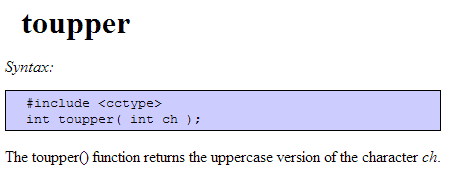 toupper
Syntax:
#include <cctype>
int toupper( int ch );
The toupper() function returns the uppercase version of the character ch.